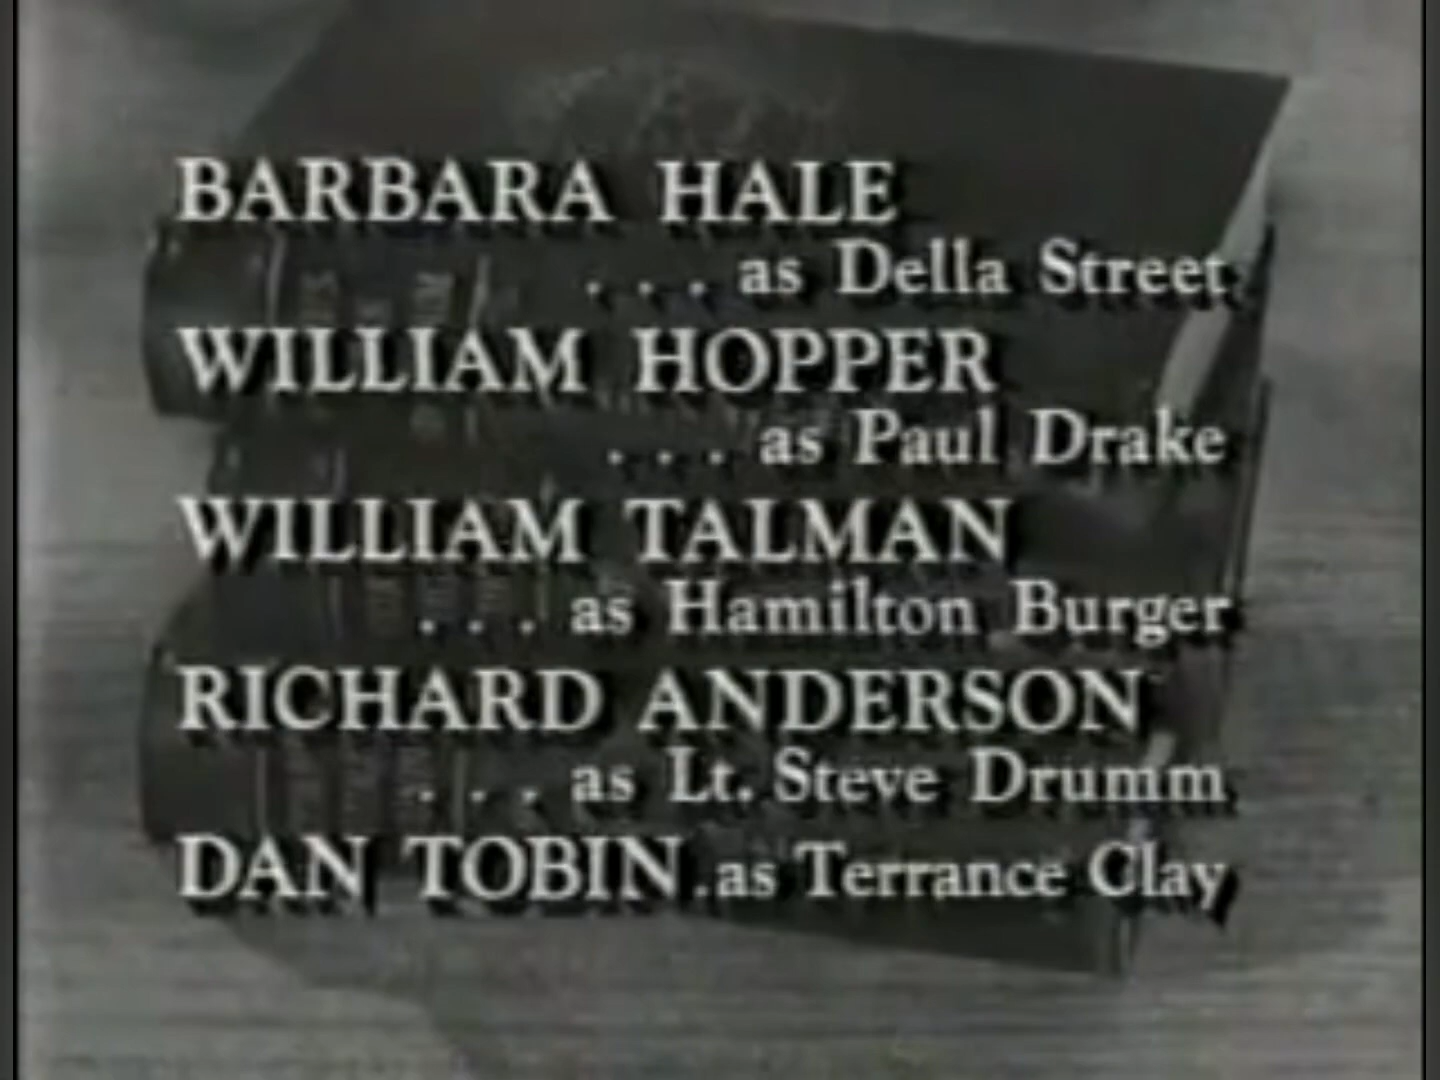 BARBARA HALE
. . . as Della Street
WILLIAM HOPPER
. . . as Paul Drake
WILLIAM TALMAN
. . . as Hamilton Burger
RICHARD ANDERSON
. . . as Lt. Steve Drumm
DAN TOBIN . as Terrance Clay